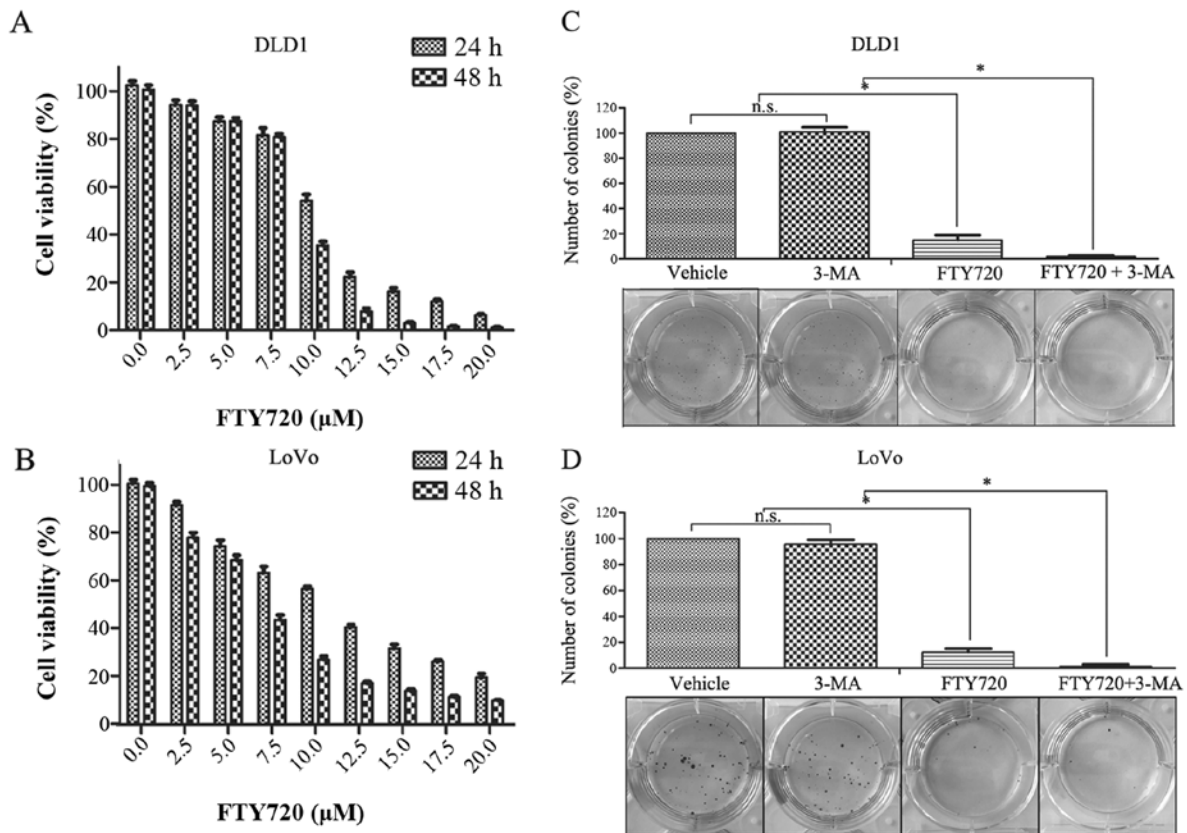 A
DLD1
24 h
48 h
Cell viability (%)
100
80
60
40
20
0
0.0
2.5
5.0
7.5
10.0
12.5
15.0
17.5
20.0
FTY720 (μM)
B
LoVo
24 h
48 h
Cell viability (%)
100
80
60
40
20
0
0.0
2.5
5.0
7.5
10.0
12.5
15.0
17.5
20.0
FTY720 (μM)
C
DLD1
*
*
n.s.
Number of colonies (%)
120
100
80
60
40
20
0
Vehicle
3-MA
FTY720
FTY720 + 3-MA
D
LoVo
*
*
n.s.
Number of colonies (%)
120
100
80
60
40
20
0
Vehicle
3-MA
FTY720
FTY720+3-MA